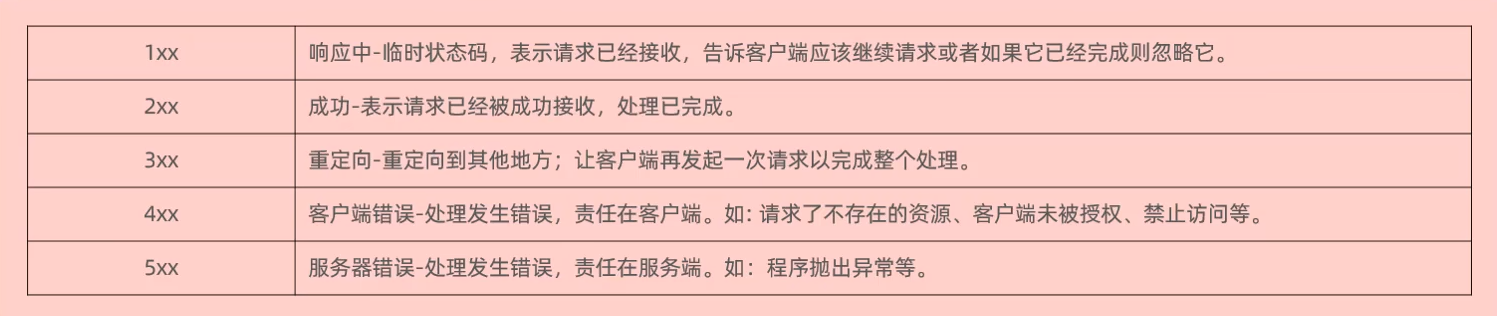 1xx 响应中-临时状态码，表示请求已经接收，告诉客户端应该继续请求或者如果它已经完成则忽略它。
2xx 成功-表示请求已经被成功接收，处理已完成。
3xx 重定向-重定向到其他地方；让客户端再发起一次请求以完成整个处理。
4xx 客户端错误-处理发生错误，责任在客户端。如: 请求了不存在的资源、客户端未被授权、禁止访问等。
5xx 服务器错误-处理发生错误，责任在服务端。如：程序抛出异常等。